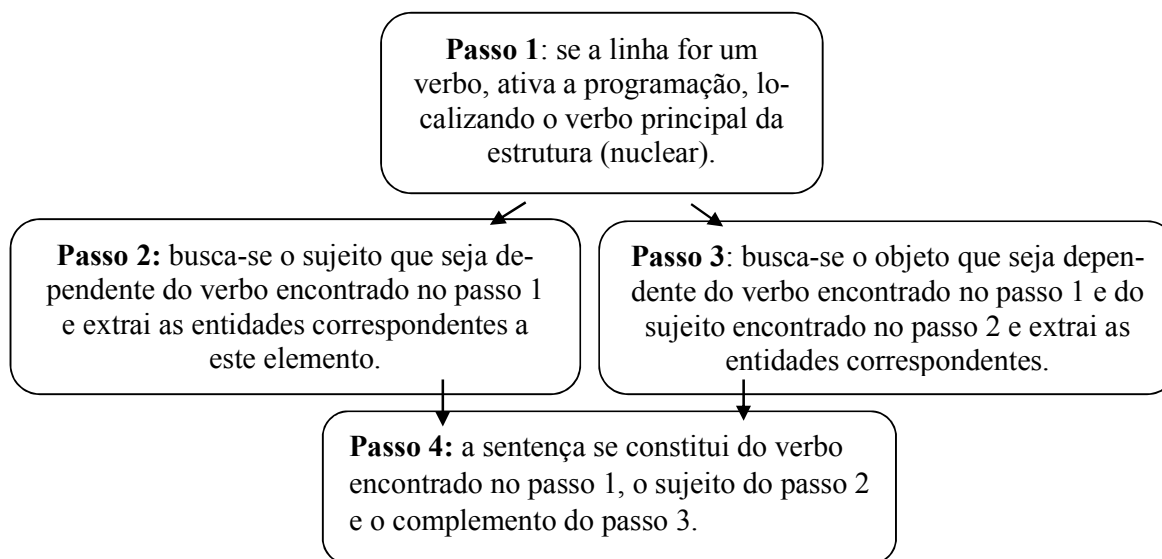 Passo 1: se a linha for um
verbo, ativa a programação, lo-
calizando o verbo principal da
estrutura (nuclear).
Passo 2: busca-se o sujeito que seja de-
pendente do verbo encontrado no passo 1
e extrai as entidades correspondentes a
este elemento.
Passo 3: busca-se o objeto que seja depen-
dente do verbo encontrado no passo 1 e do
sujeito encontrado no passo 2 e extrai as
entidades correspondentes.
Passo 4: a sentença se constitui do verbo
encontrado no passo 1, o sujeito do passo 2
e o complemento do passo 3.